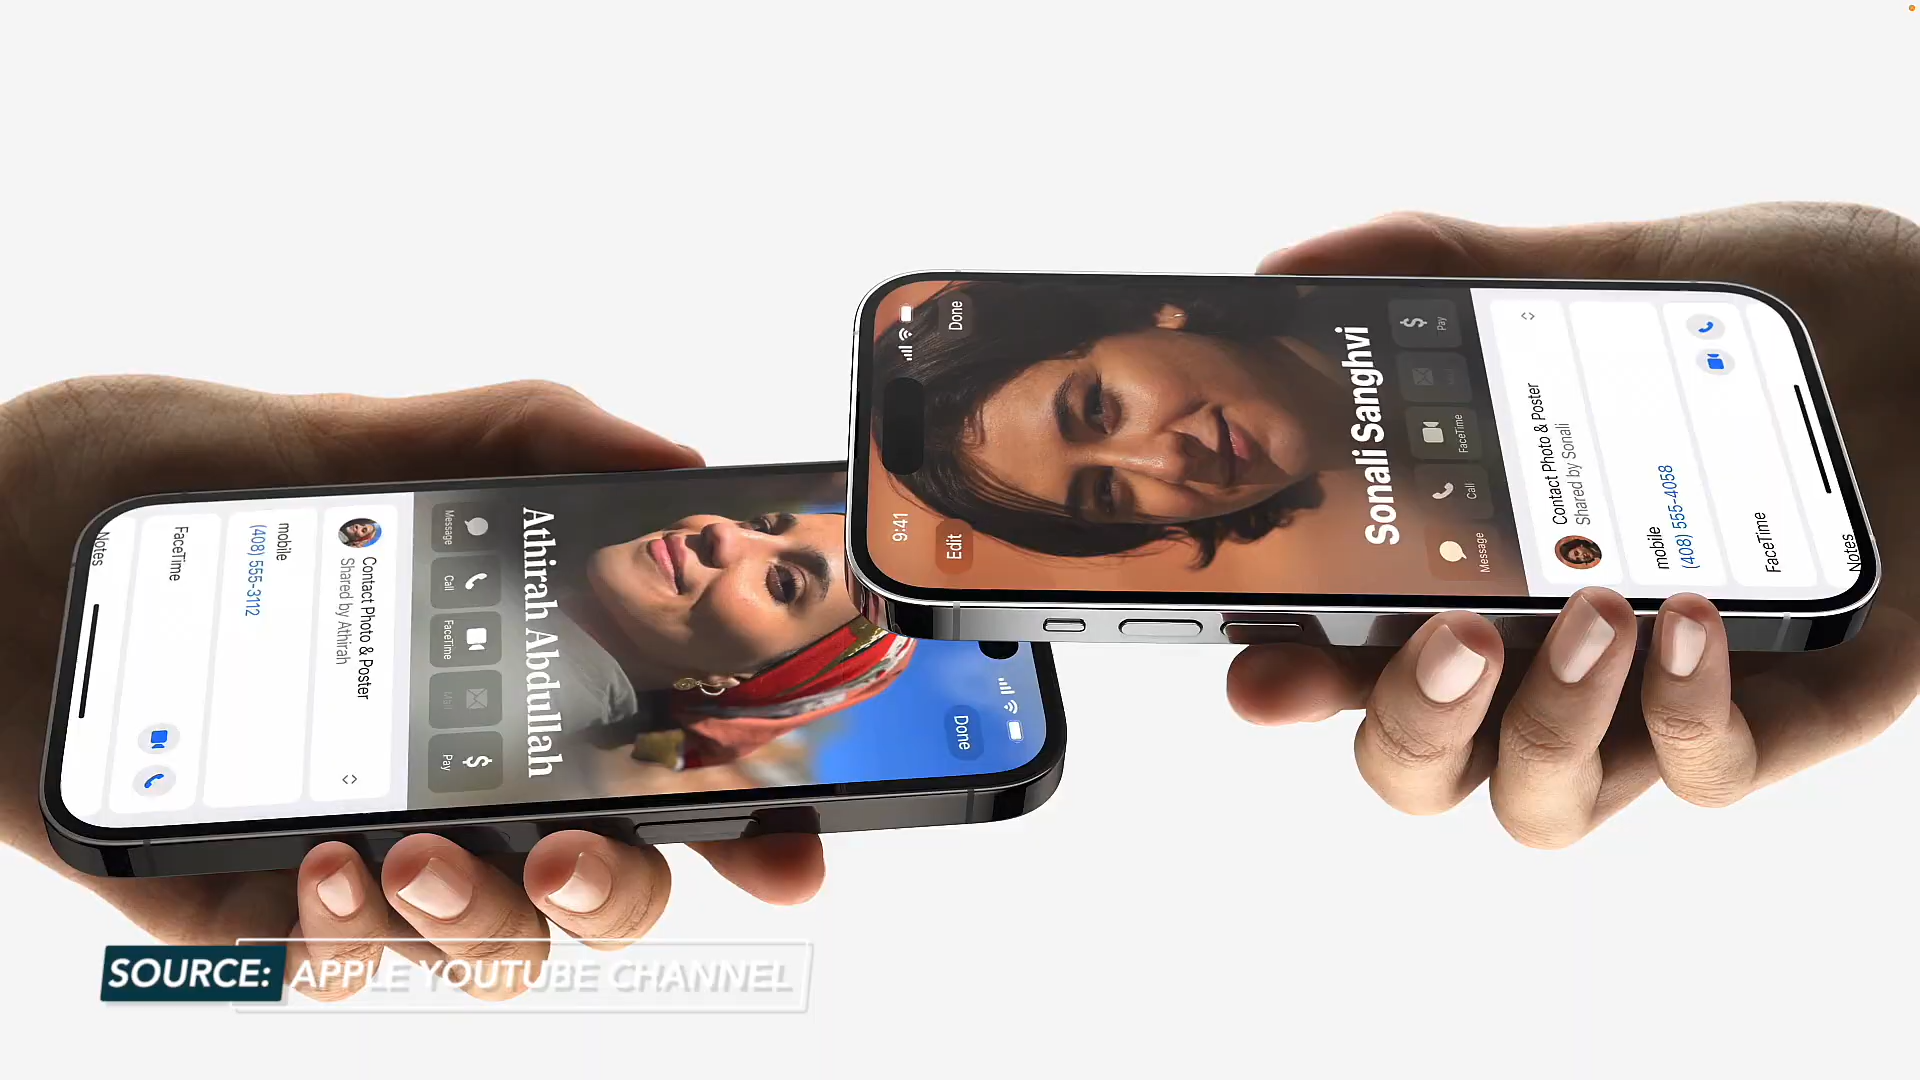 Done
Athirah Abdullah
Message
Call
FaceTime
Mail
Pay
Contact Photo & Poster
Shared by Athirah
mobile
(408) 555-3112
FaceTime
Notes
9:41
Edit
Done
Sonali Sanghvi
Message
Call
FaceTime
Pay
Contact Photo & Poster
Shared by Sonali
mobile
(408) 555-4058
FaceTime
Notes
SOURCE: APPLE YOUTUBE CHANNEL